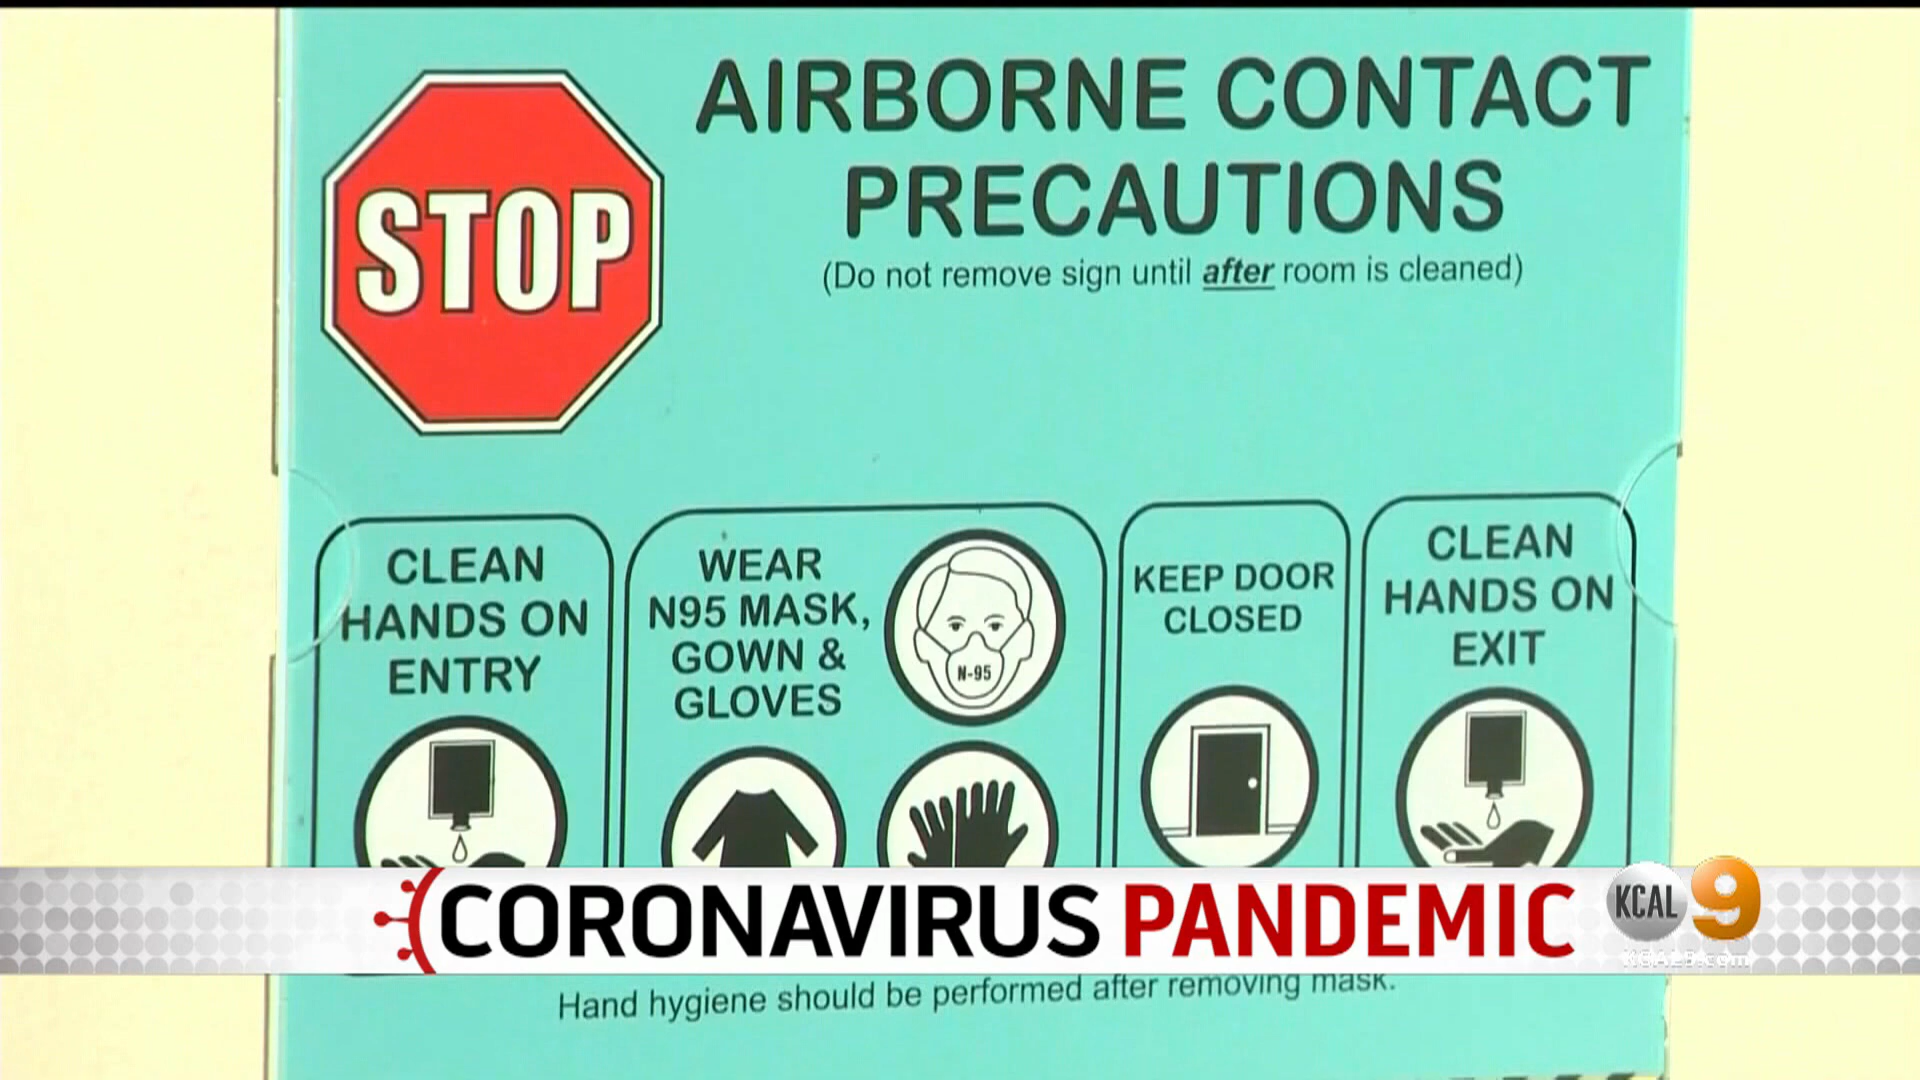 STOP
AIRBORNE CONTACT
PRECAUTIONS
(Do not remove sign until after room is cleaned)
CLEAN
HANDS ON
ENTRY
WEAR
N95 MASK,
GOWN &
GLOVES
N-95
KEEP DOOR
CLOSED
CLEAN
HANDS ON
EXIT
CORONAVIRUS PANDEMIC
KCAL 9
Hand hygiene should be performed after removing mask.